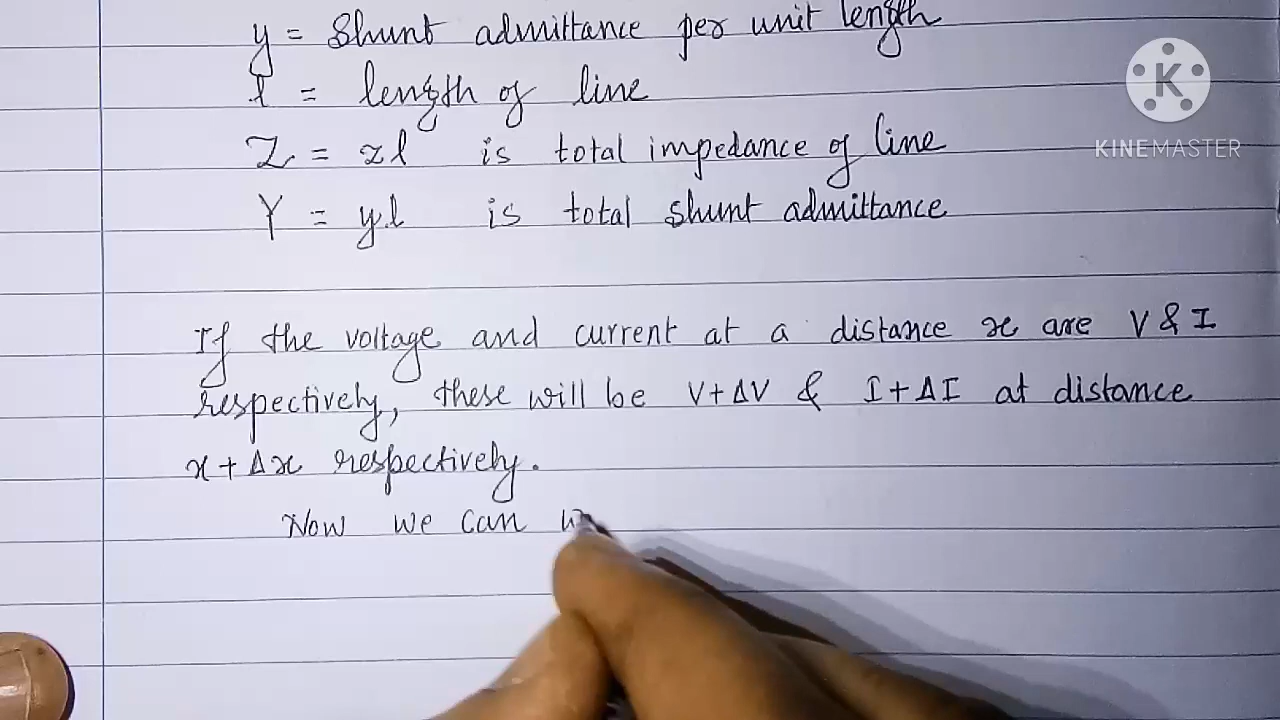 y = Shunt admittance per unit length
l = length of line
Z = zl is total impedance of line
Y = y.l is total shunt admittance
If the voltage and current at a distance x are V & I
respectively, these will be V+ΔV & I+ΔI at distance
x+Δx respectively.
Now we can
K
KINEMASTER